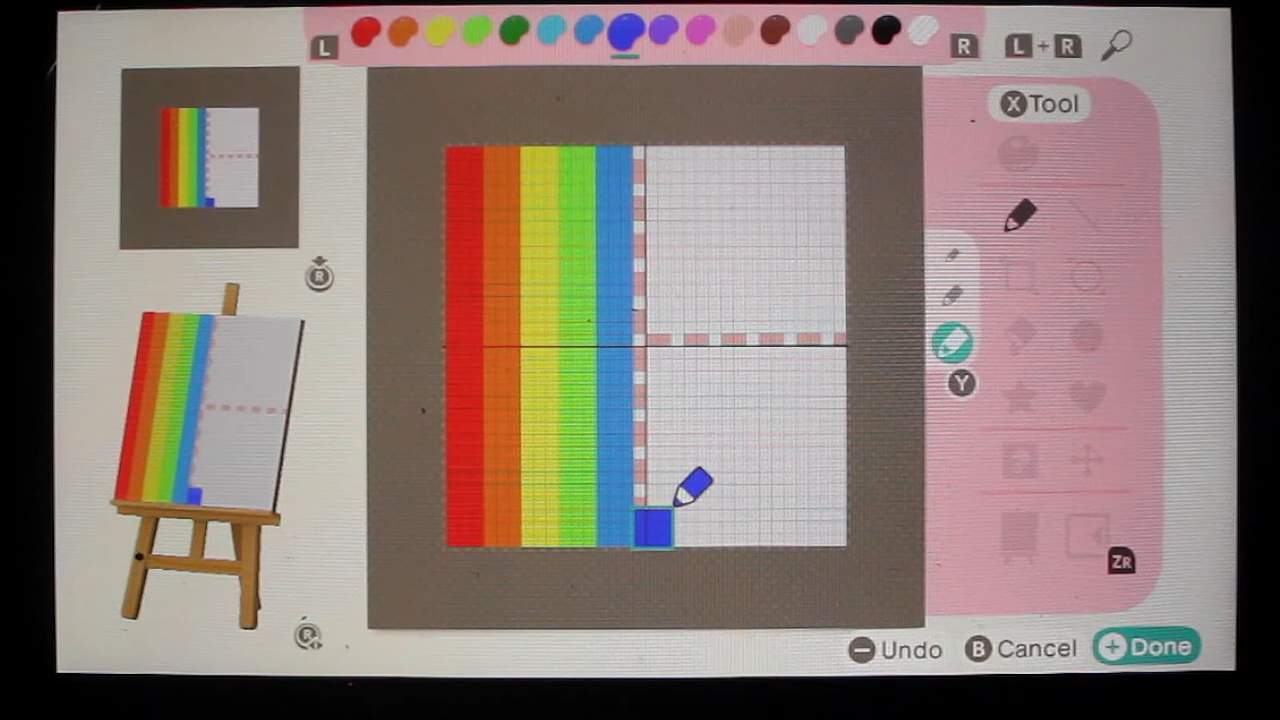 L
R
L + R
X Tool
R
Y
ZR
R
− Undo
B Cancel
+ Done